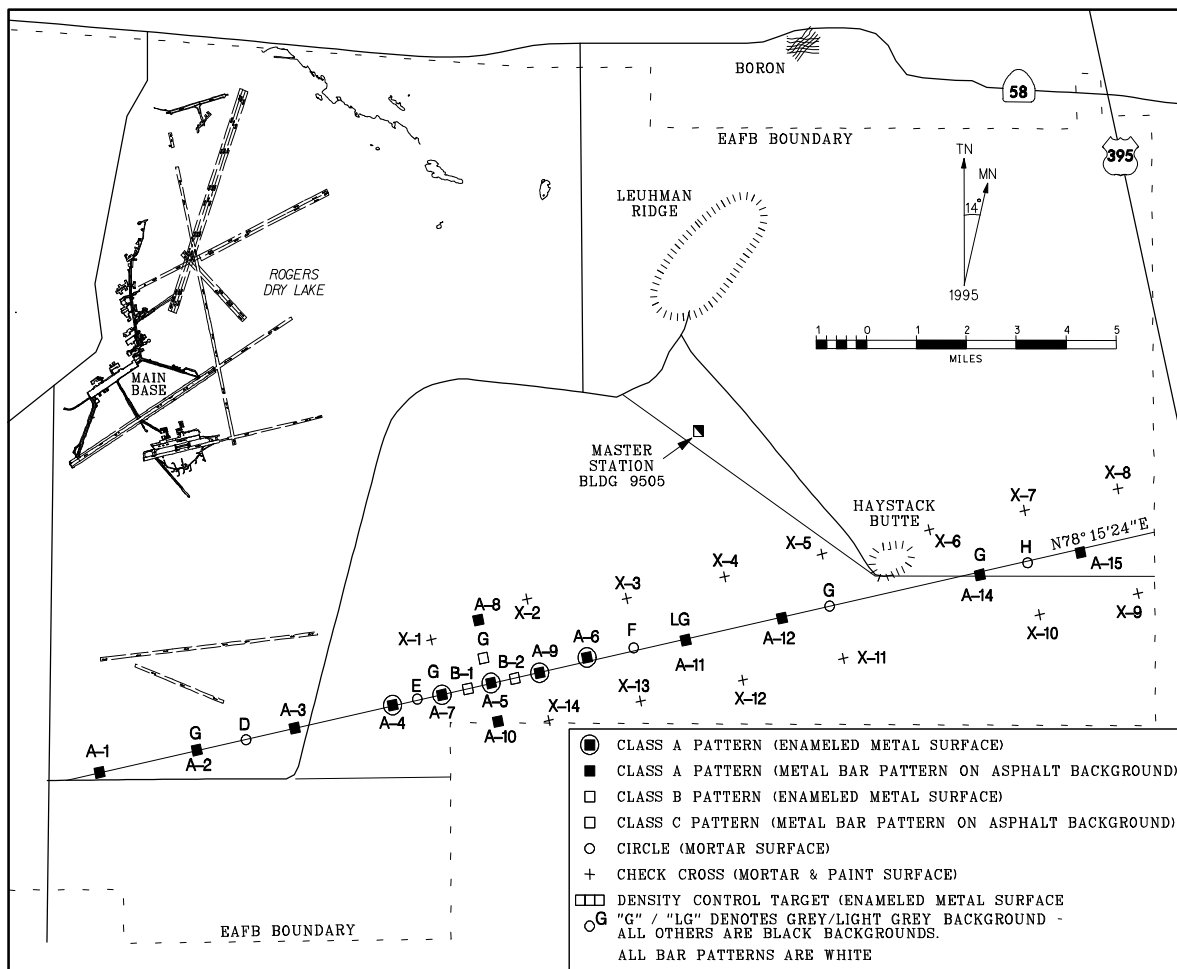 BORON
58
EAFB BOUNDARY
395
TN
MN
14°
1995
LEUHMAN
RIDGE
ROGERS
DRY LAKE
1 0 1 2 3 4 5
MILES
MAIN
BASE
MASTER
STATION
BLDG 9505
HAYSTACK
BUTTE
X-8
X-7
X-6
X-5
N78° 15'24"E
H
A-15
G
A-14
X-4
X-9
X-10
X-3
X-2
G
A-12
X-11
A-8
X-1
G
F
LG
A-11
A-6
A-9
B-2
B-1
G
A-5
A-7
E
A-4
X-12
X-13
X-14
A-10
A-3
D
G
A-2
A-1
CLASS A PATTERN (ENAMELED METAL SURFACE)
CLASS A PATTERN (METAL BAR PATTERN ON ASPHALT BACKGROUND)
CLASS B PATTERN (ENAMELED METAL SURFACE)
CLASS C PATTERN (METAL BAR PATTERN ON ASPHALT BACKGROUND)
CIRCLE (MORTAR SURFACE)
CHECK CROSS (MORTAR & PAINT SURFACE)
DENSITY CONTROL TARGET (ENAMELED METAL SURFACE
G "G" / "LG" DENOTES GREY/LIGHT GREY BACKGROUND -
ALL OTHERS ARE BLACK BACKGROUNDS.
ALL BAR PATTERNS ARE WHITE
EAFB BOUNDARY